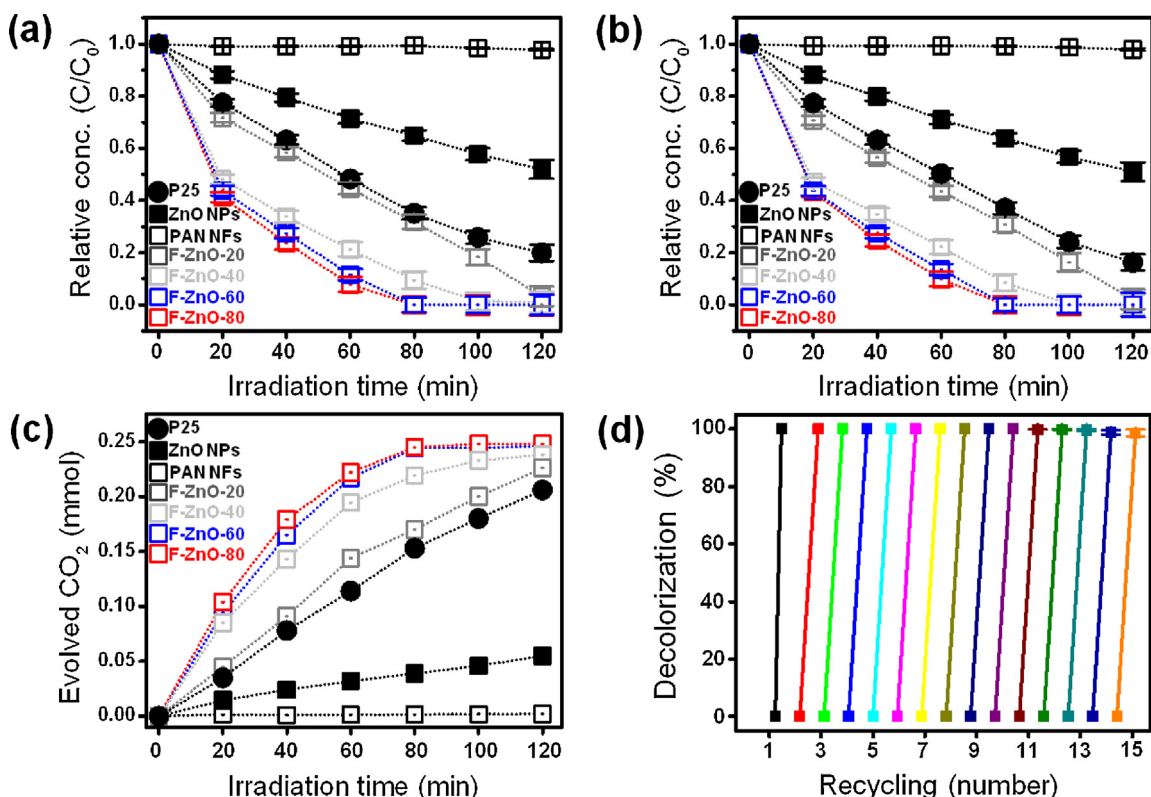 (a)
Relative conc. (C/C₀)
1.0
0.8
0.6
0.4
0.2
0.0
P25
ZnO NPs
PAN NFs
F-ZnO-20
F-ZnO-40
F-ZnO-60
F-ZnO-80
0 20 40 60 80 100 120
Irradiation time (min)
(b)
Relative conc. (C/C₀)
1.0
0.8
0.6
0.4
0.2
0.0
P25
ZnO NPs
PAN NFs
F-ZnO-20
F-ZnO-40
F-ZnO-60
F-ZnO-80
0 20 40 60 80 100 120
Irradiation time (min)
(c)
Evolved CO₂ (mmol)
0.25
0.20
0.15
0.10
0.05
0.00
P25
ZnO NPs
PAN NFs
F-ZnO-20
F-ZnO-40
F-ZnO-60
F-ZnO-80
0 20 40 60 80 100 120
Irradiation time (min)
(d)
Decolorization (%)
100
80
60
40
20
0
1 3 5 7 9 11 13 15
Recycling (number)